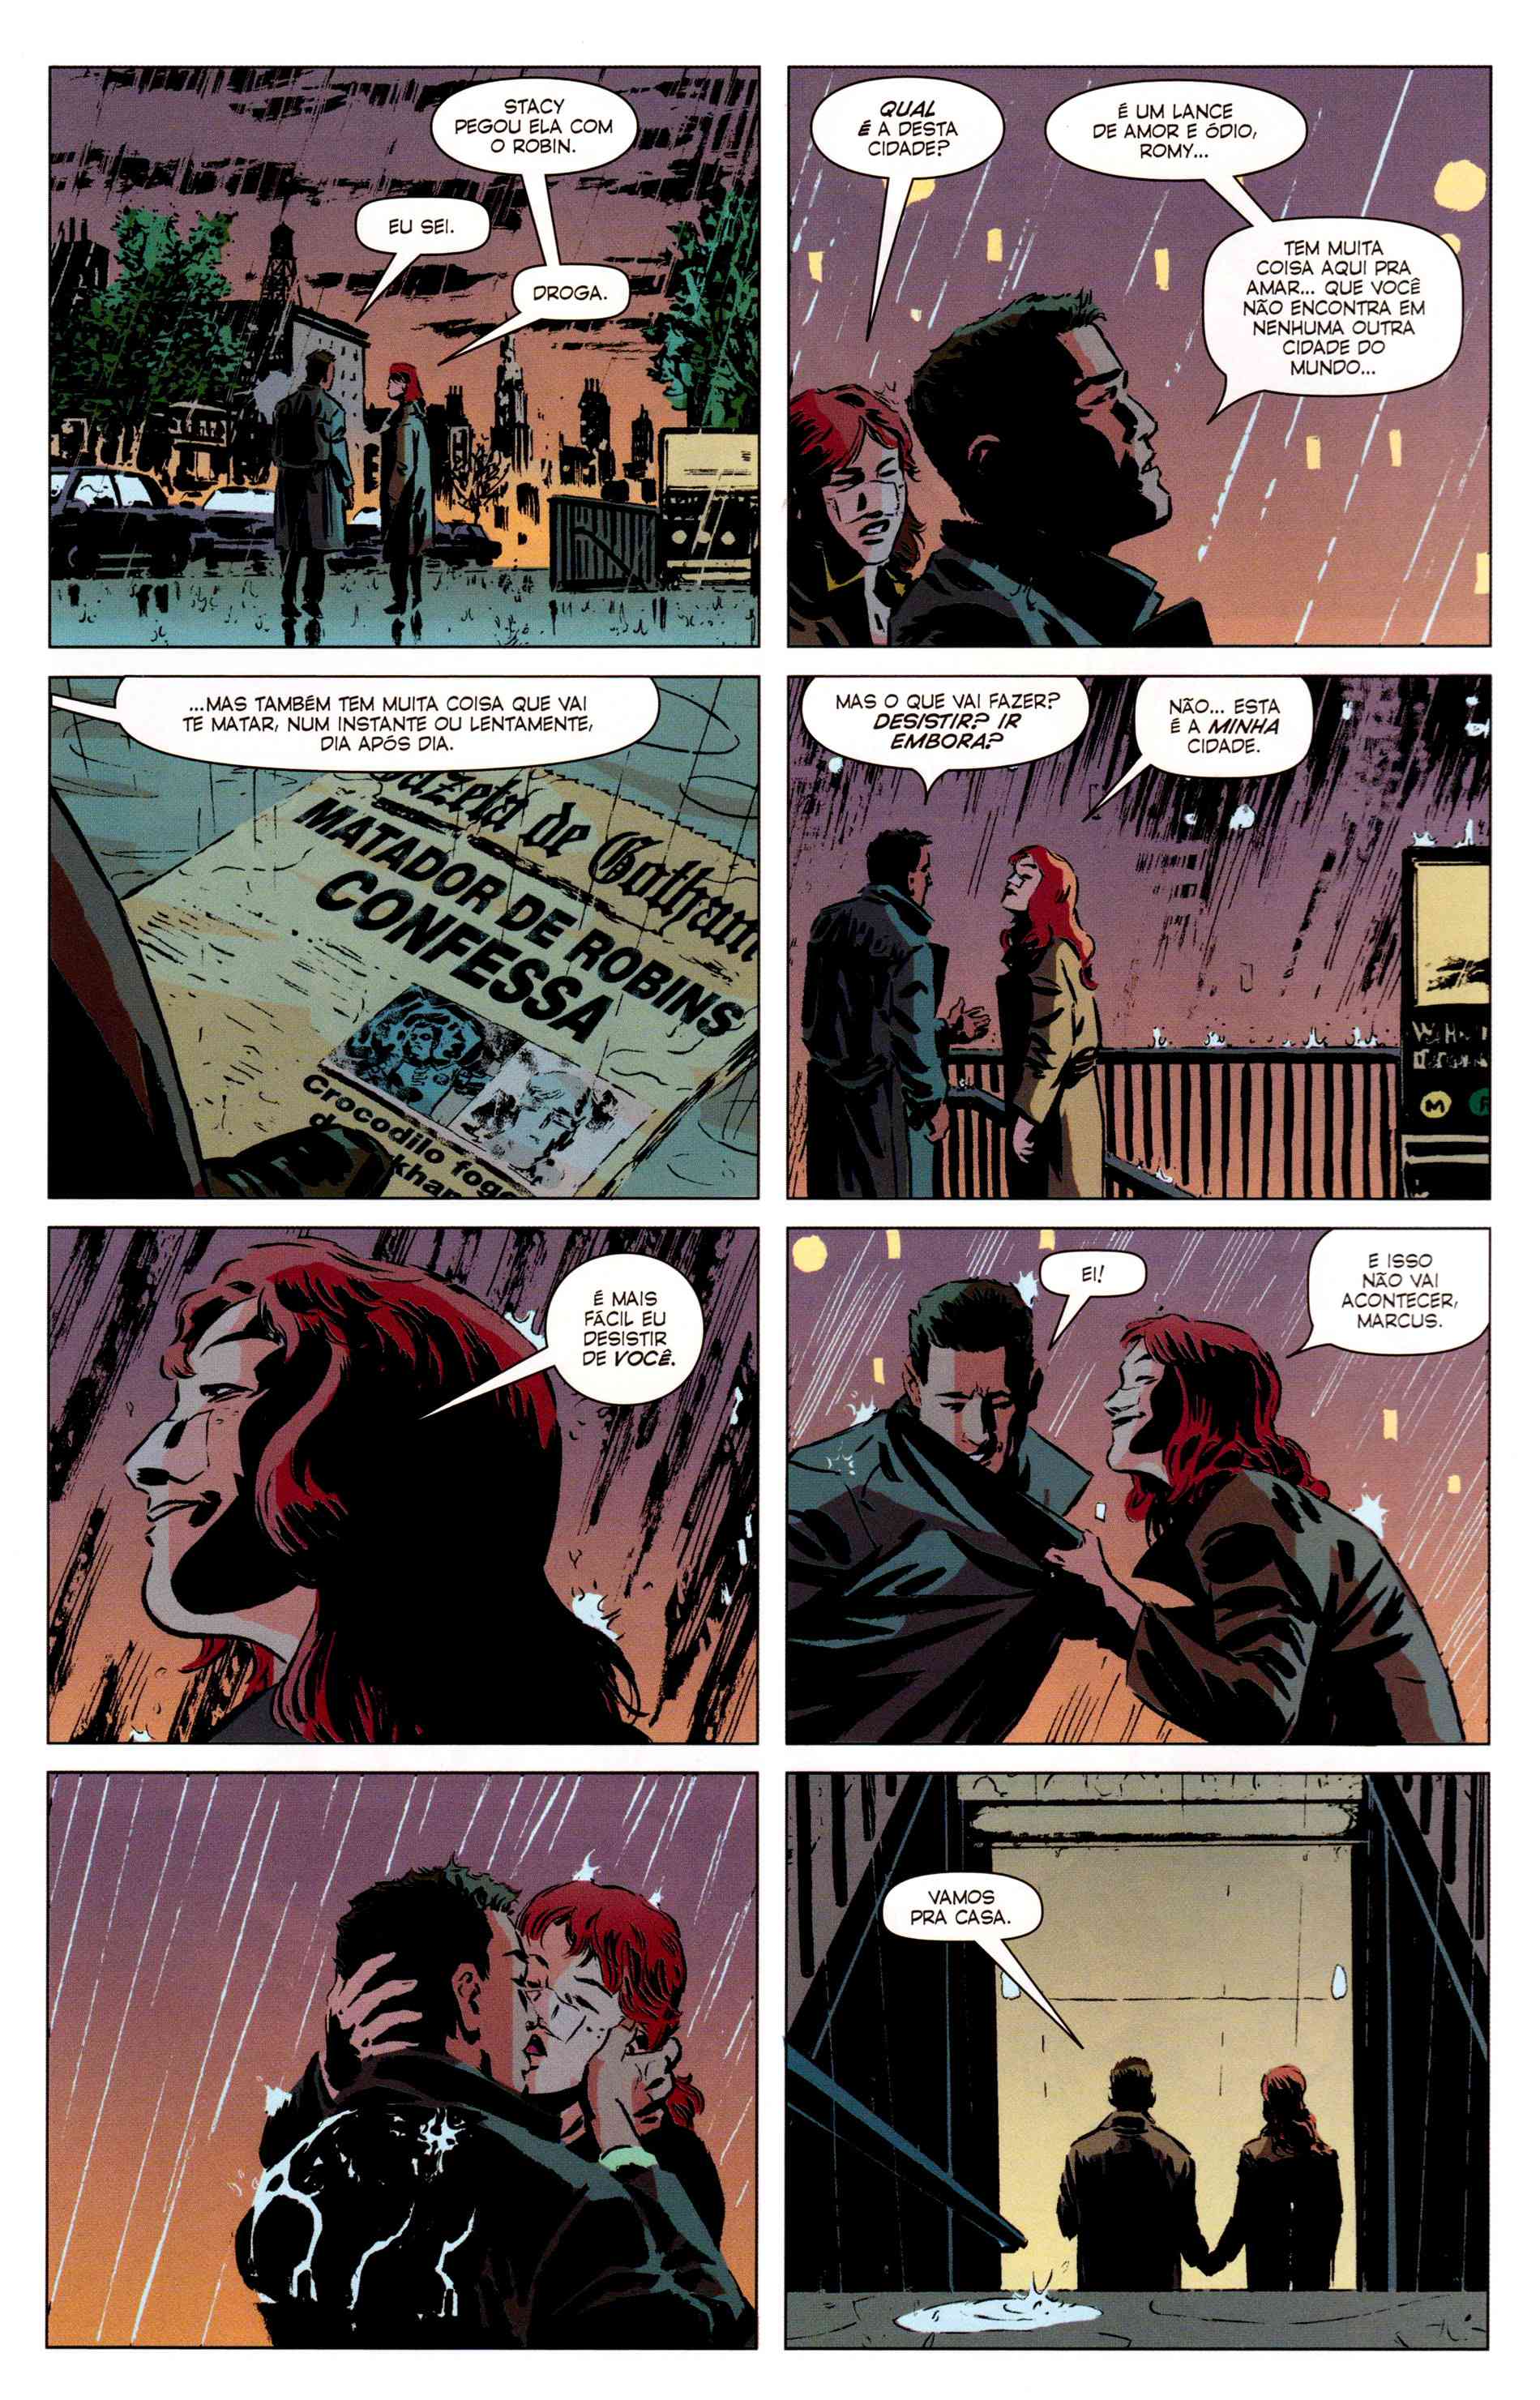 STACY
PEGOU ELA COM
O ROBIN.
EU SEI.
DROGA.
QUAL
É A DESTA
CIDADE?
É UM LANCE
DE AMOR E ÓDIO,
ROMY...
TEM MUITA
COISA AQUI PRA
AMAR... QUE VOCÊ
NÃO ENCONTRA EM
NENHUMA OUTRA
CIDADE DO
MUNDO...
...MAS TAMBÉM TEM MUITA COISA QUE VAI
TE MATAR, NUM INSTANTE OU LENTAMENTE,
DIA APÓS DIA.
Gazeta de Gotham
MATADOR DE ROBINS
CONFESSA
Crocodilo foge
MAS O QUE VAI FAZER?
DESISTIR? IR
EMBORA?
NÃO... ESTA
É A MINHA
CIDADE.
M
É MAIS
FÁCIL EU
DESISTIR
DE VOCÊ.
EI!
E ISSO
NÃO VAI
ACONTECER,
MARCUS.
VAMOS
PRA CASA.